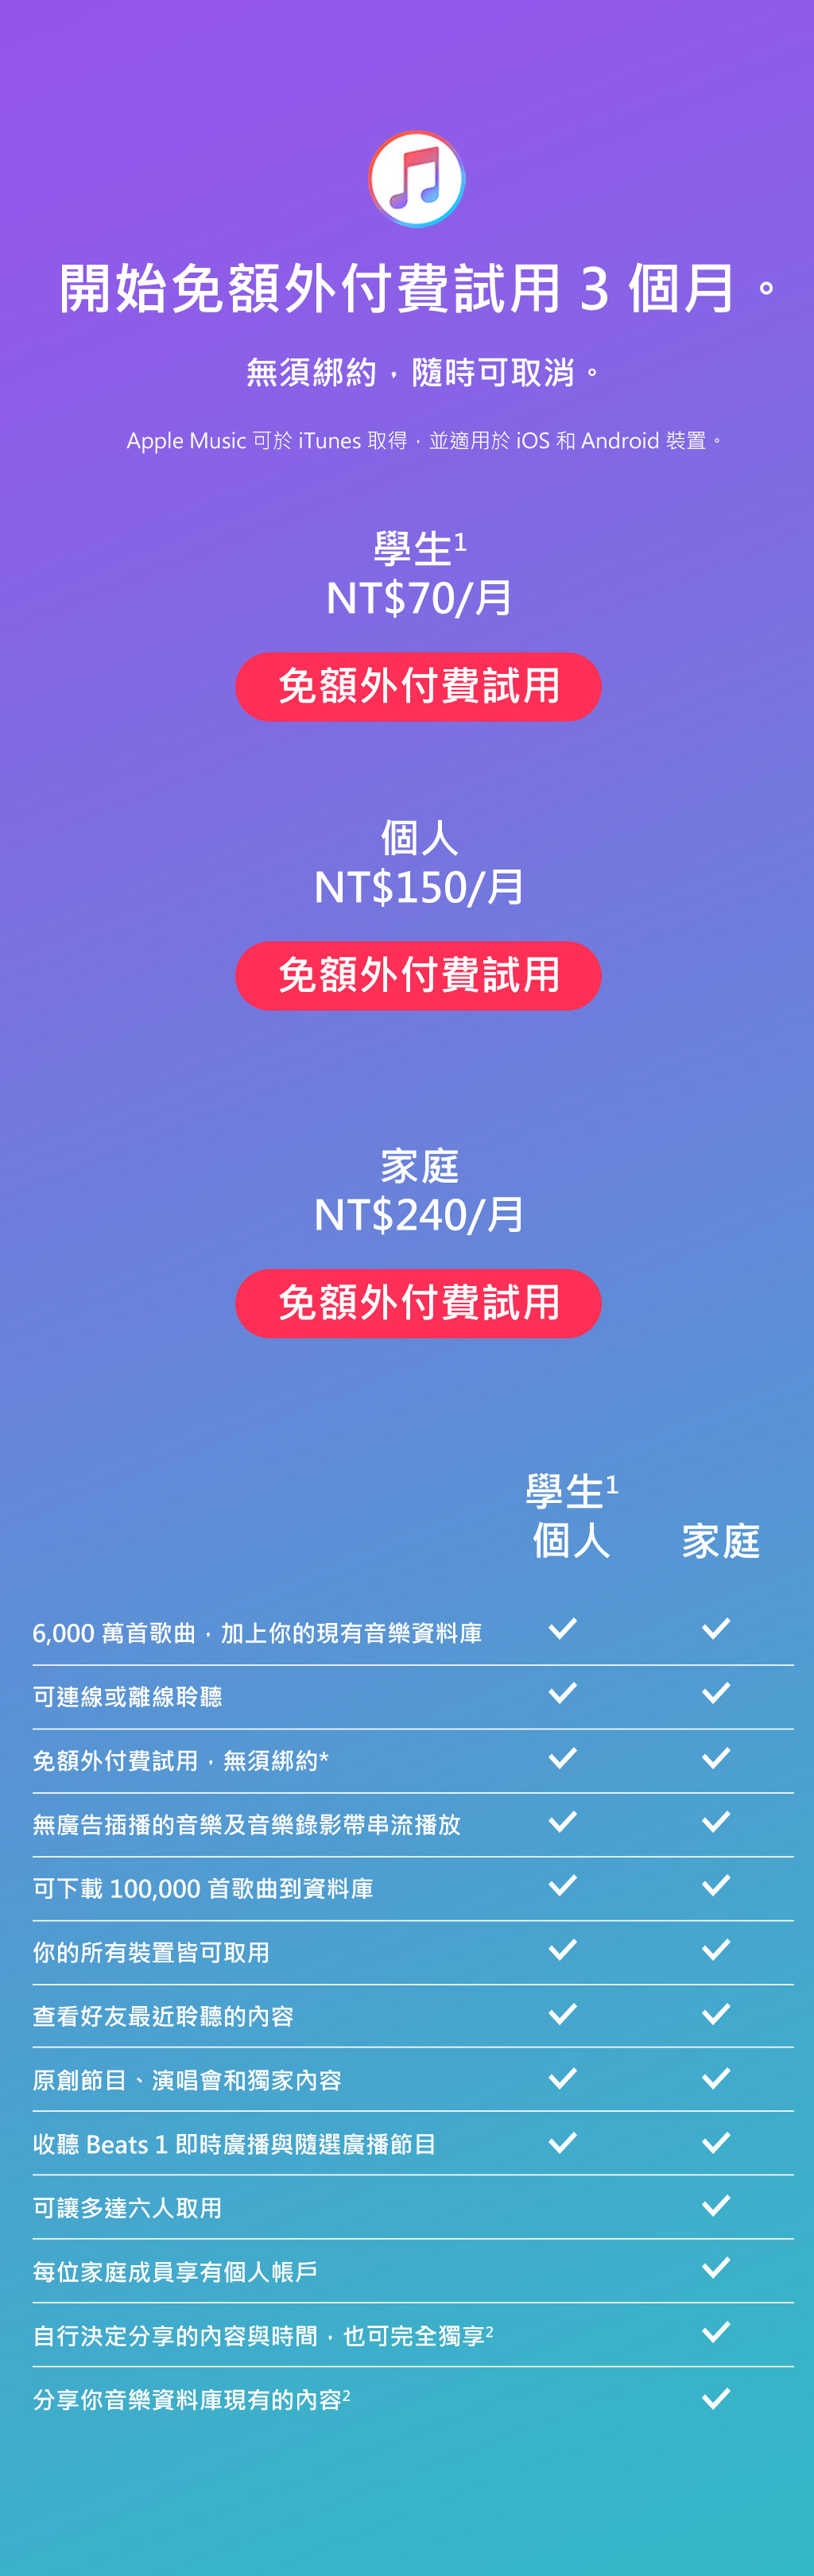 開始免額外付費試用 3 個月。
無須綁約，隨時可取消。
Apple Music 可於 iTunes 取得，並適用於 iOS 和 Android 裝置。
學生¹
NT$70/月
免額外付費試用
個人
NT$150/月
免額外付費試用
家庭
NT$240/月
免額外付費試用
學生¹
個人 家庭
6,000 萬首歌曲，加上你的現有音樂資料庫
可連線或離線聆聽
免額外付費試用，無須綁約*
無廣告插播的音樂及音樂錄影帶串流播放
可下載 100,000 首歌曲到資料庫
你的所有裝置皆可取用
查看好友最近聆聽的內容
原創節目、演唱會和獨家內容
收聽 Beats 1 即時廣播與隨選廣播節目
可讓多達六人取用
每位家庭成員享有個人帳戶
自行決定分享的內容與時間，也可完全獨享²
分享你音樂資料庫現有的內容²